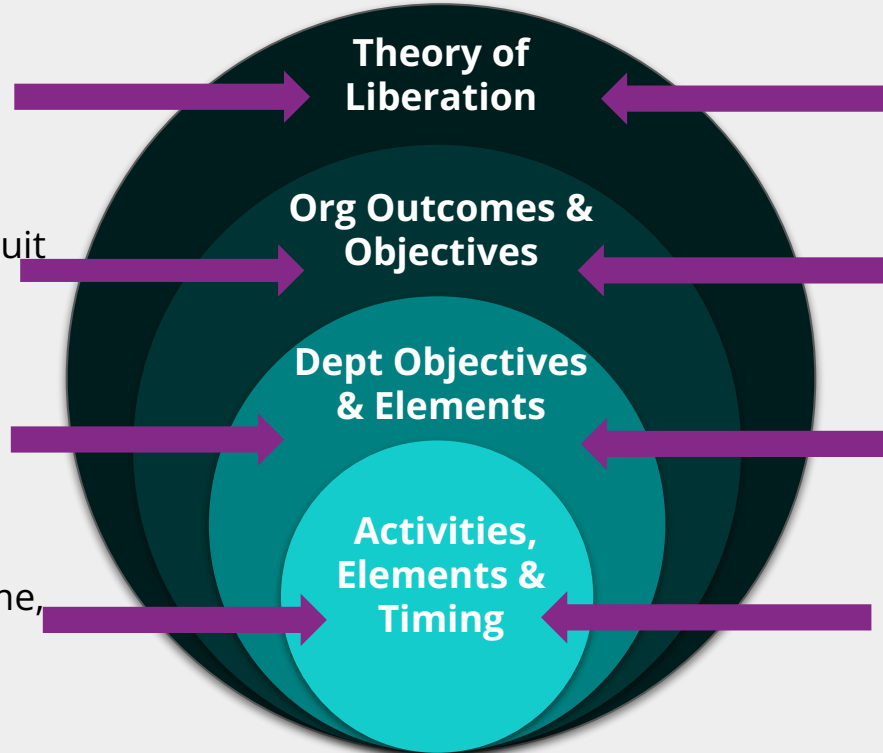 Theory of
Liberation
Org Outcomes &
Objectives
Dept Objectives
& Elements
Activities,
Elements &
Timing